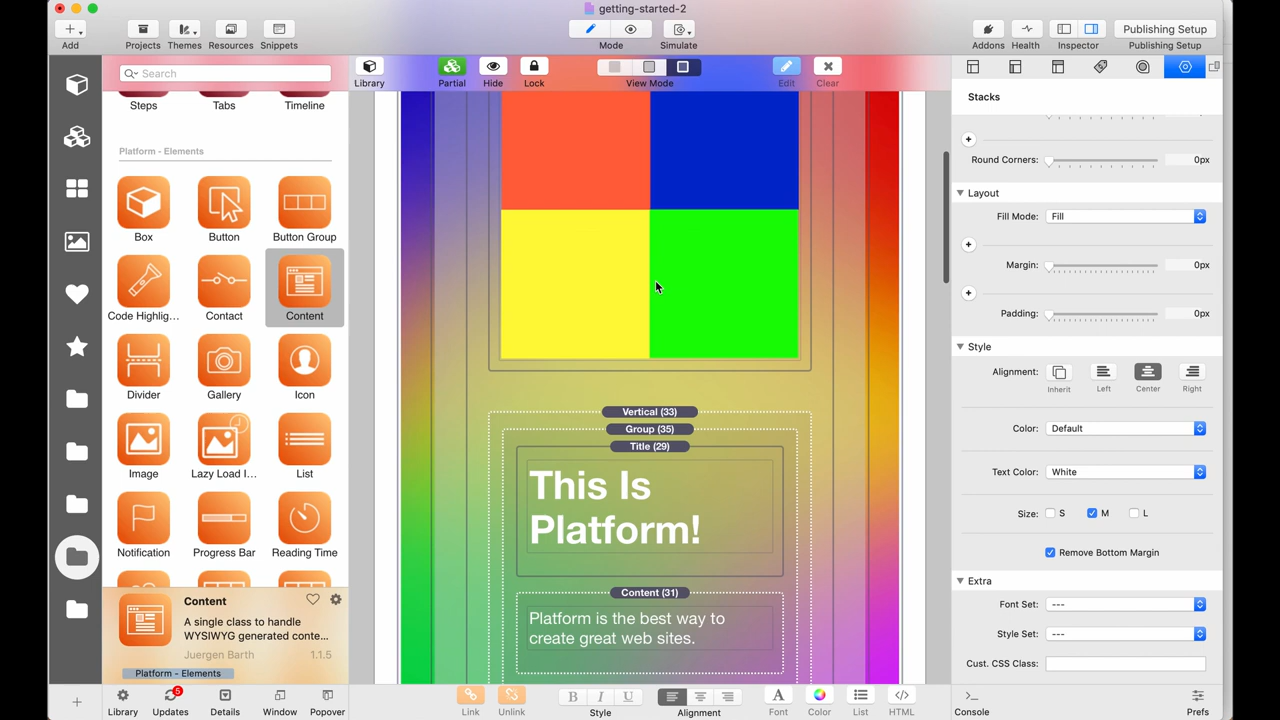 getting-started-2
Add
Projects
Themes
Resources
Snippets
Mode
Simulate
Addons
Health
Inspector
Publishing Setup
Publishing Setup
Search
Library
Partial
Hide
Lock
View Mode
Edit
Clear
Steps
Tabs
Timeline
Platform - Elements
Box
Button
Button Group
Code Highlig...
Contact
Content
Divider
Gallery
Icon
Image
Lazy Load I...
List
Notification
Progress Bar
Reading Time
Content
A single class to handle
WYSIWYG generated conte...
Juergen Barth
1.1.5
Platform - Elements
Library
5
Updates
Details
Window
Popover
Vertical (33)
Group (35)
Title (29)
This Is
Platform!
Content (31)
Platform is the best way to
create great web sites.
Link
Unlink
B I U
Style
Alignment
Font
Color
List
HTML
Stacks
Round Corners:
0px
Layout
Fill Mode:
Fill
Margin:
0px
Padding:
0px
Style
Alignment:
Inherit
Left
Center
Right
Color:
Default
Text Color:
White
Size:
S
M
L
Remove Bottom Margin
Extra
Font Set:
---
Style Set:
---
Cust. CSS Class:
Console
Prefs